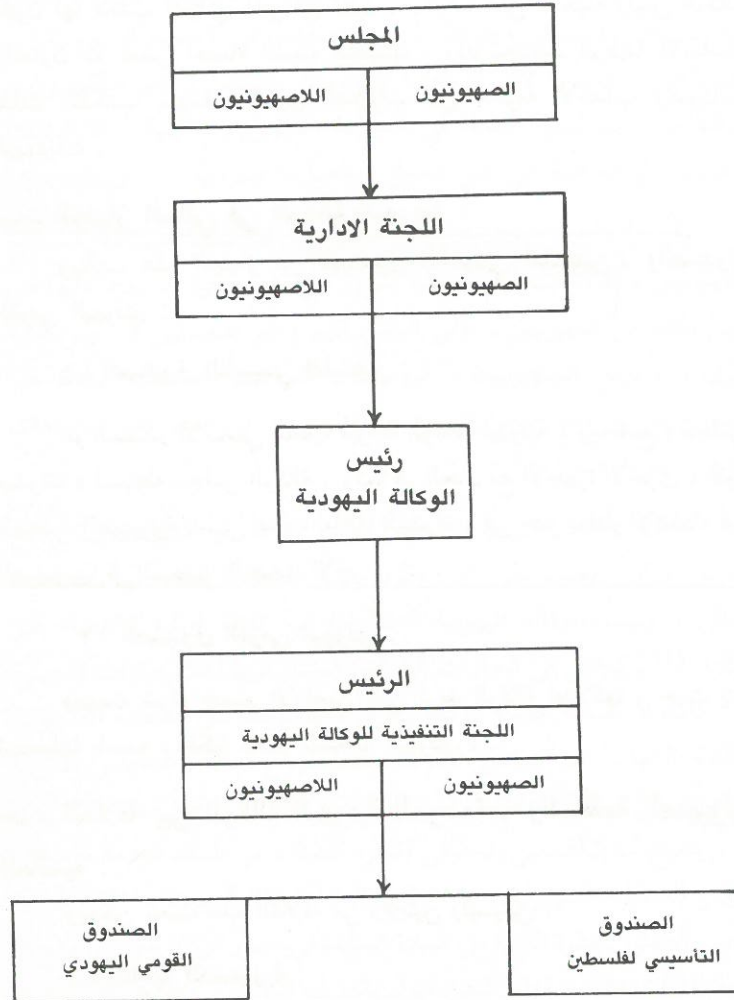 المجلس
الصهيونيون
اللاصهيونيون
اللجنة الادارية
الصهيونيون
اللاصهيونيون
رئيس
الوكالة اليهودية
الرئيس
اللجنة التنفيذية للوكالة اليهودية
الصهيونيون
اللاصهيونيون
الصندوق
التأسيسي لفلسطين
الصندوق
القومي اليهودي